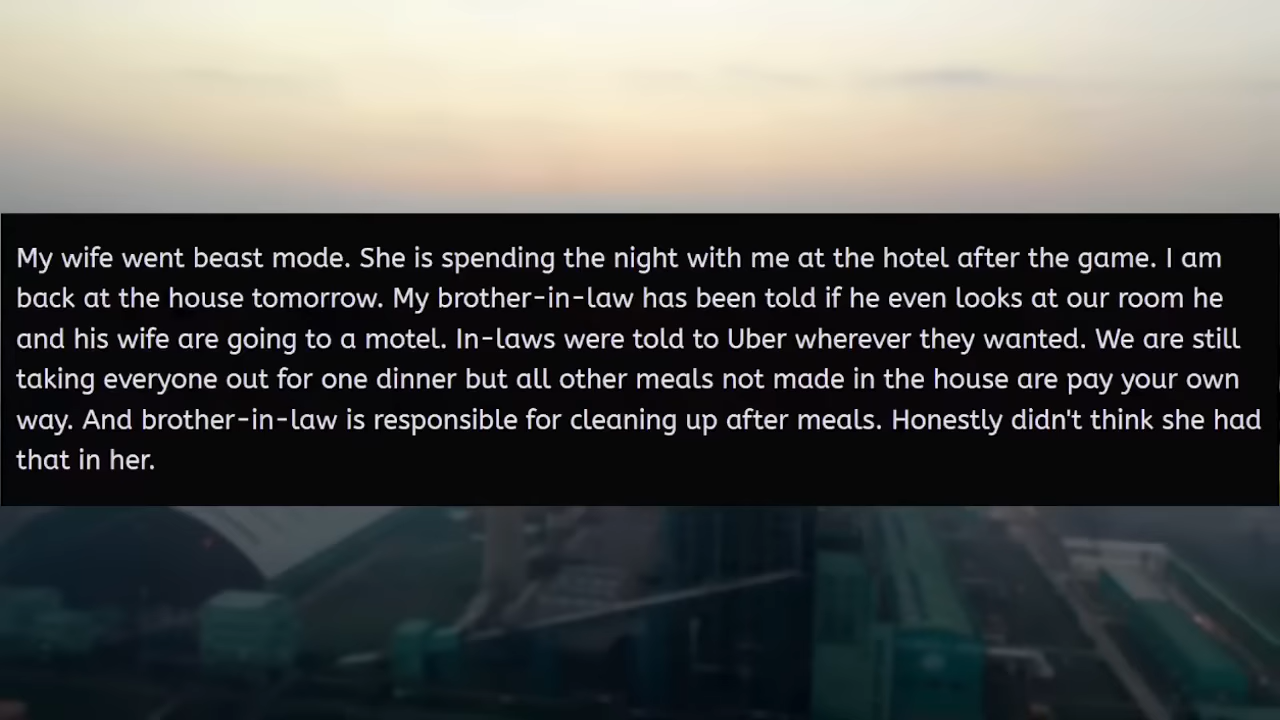 My wife went beast mode. She is spending the night with me at the hotel after the game. I am
back at the house tomorrow. My brother-in-law has been told if he even looks at our room he
and his wife are going to a motel. In-laws were told to Uber wherever they wanted. We are still
taking everyone out for one dinner but all other meals not made in the house are pay your own
way. And brother-in-law is responsible for cleaning up after meals. Honestly didn't think she had
that in her.